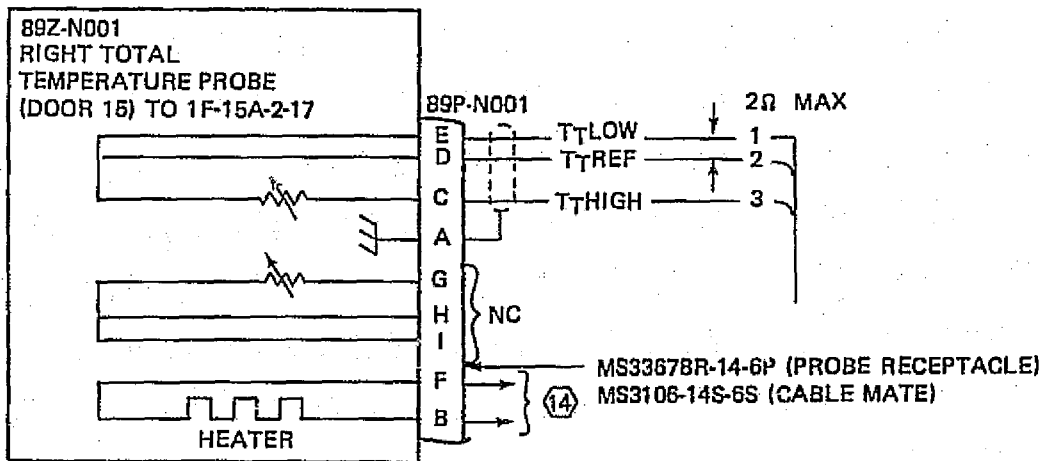 89Z-N001
RIGHT TOTAL
TEMPERATURE PROBE
(DOOR 15) TO 1F-15A-2-17
89P-N001
2Ω MAX
E TTLOW 1
D TTREF 2
C TTHIGH 3
A
G
H NC
I
MS33678R-14-6P (PROBE RECEPTACLE)
F
14 MS3106-14S-6S (CABLE MATE)
B
HEATER